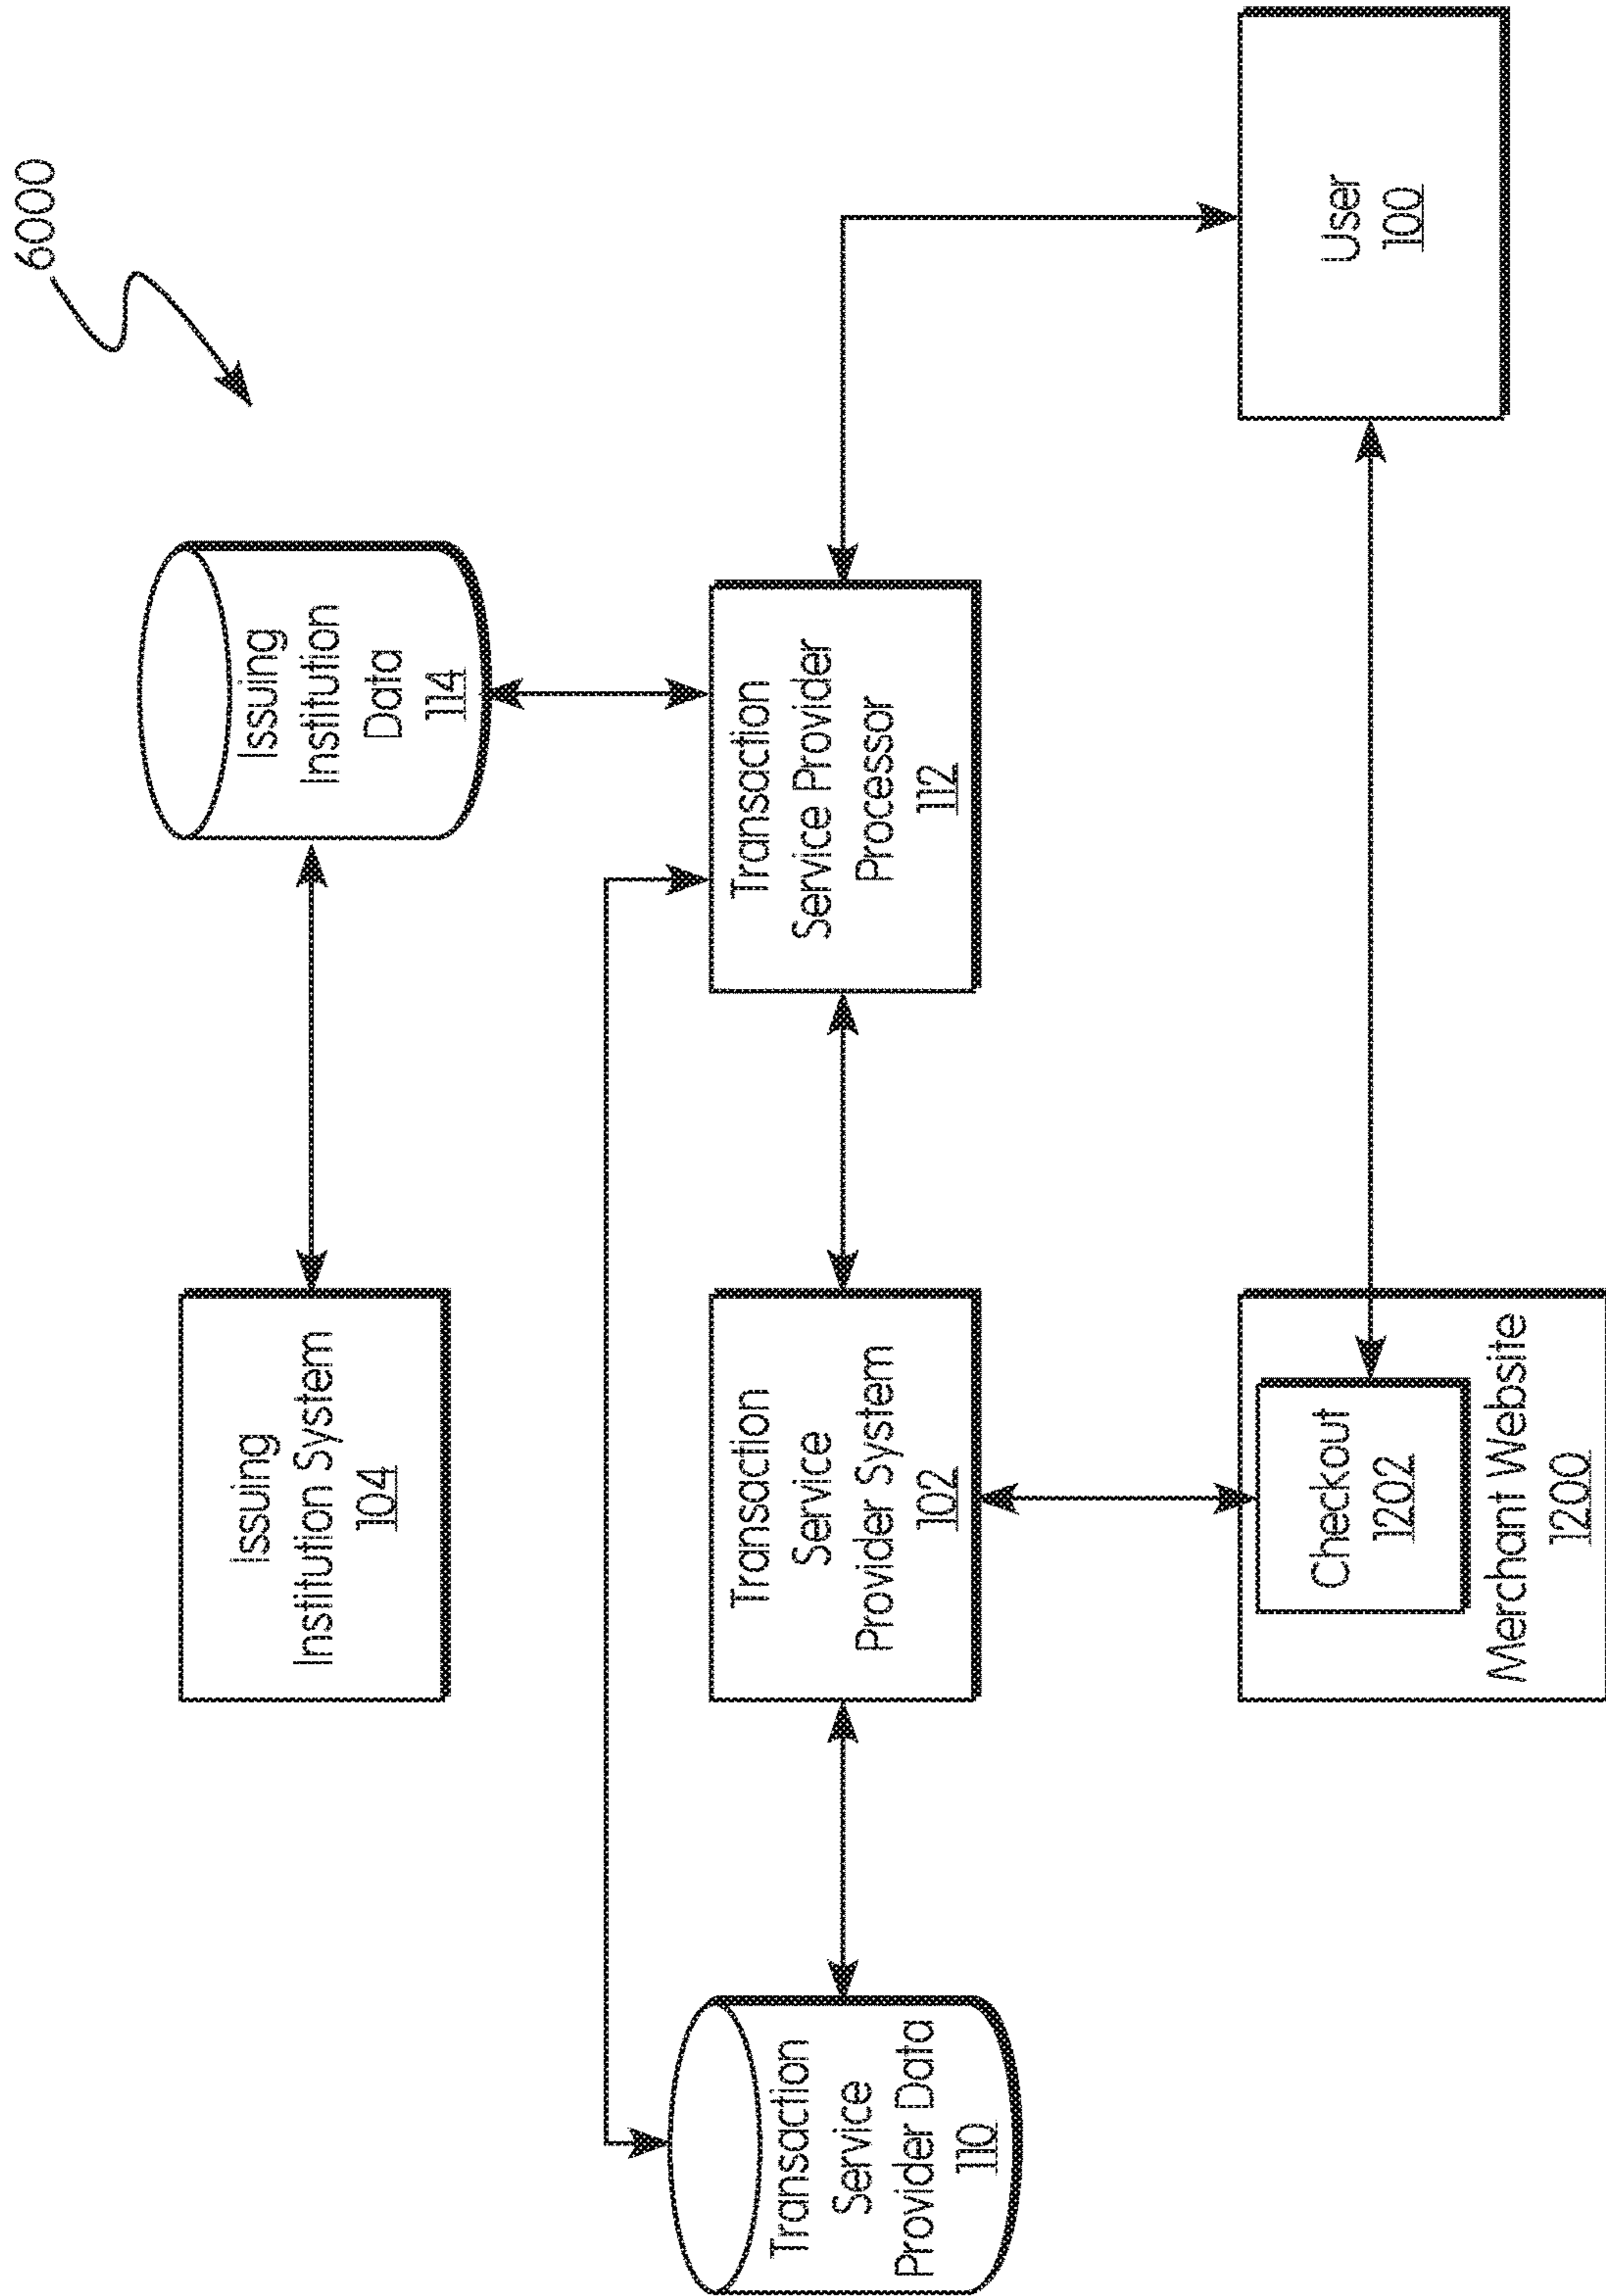 6000
Issuing
Institution System
104
Issuing
Institution
Data
114
Transaction
Service
Provider Data
110
Transaction
Service
Provider System
102
Transaction
Service Provider
Processor
112
Checkout
1202
Merchant Website
1200
User
100